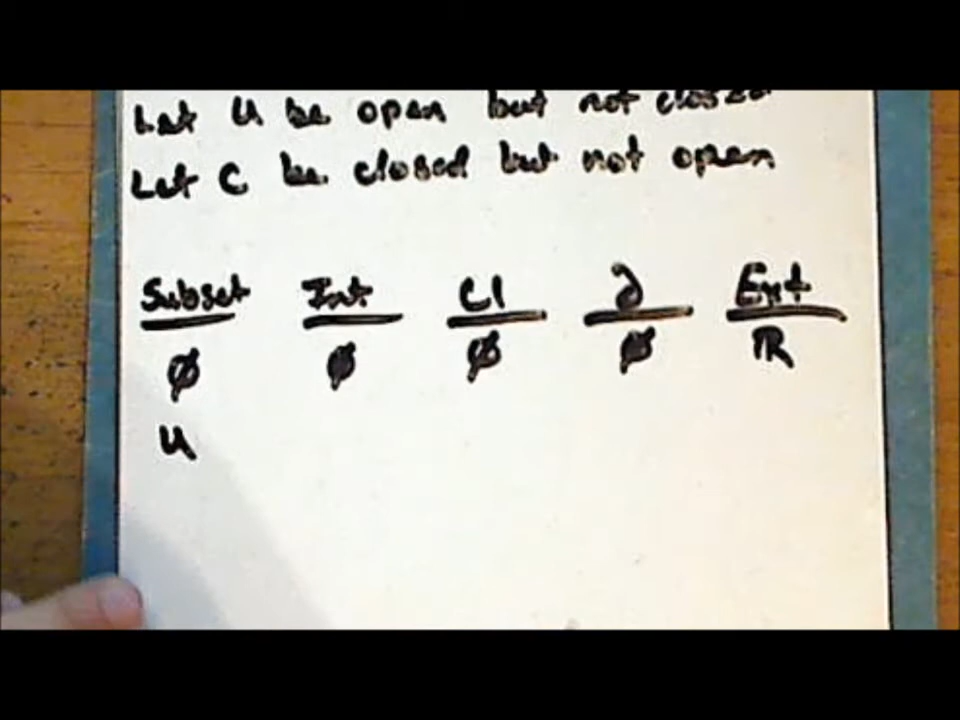 Let U be open but not closed
Let C be closed but not open
Subset Int Cl ∂ Ext
∅ ∅ ∅ ∅ ℝ
U